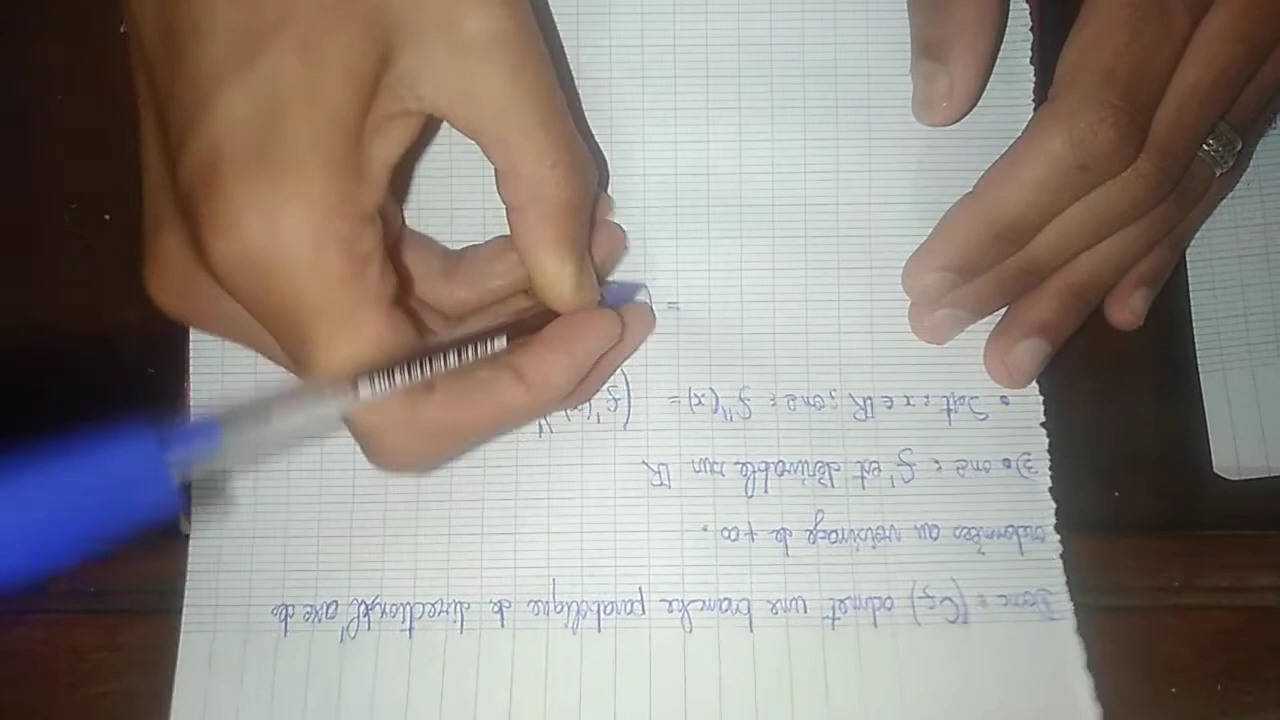 Donc : (Cf) admet une branche parabolique de direction l'axe des
ordonnées au voisinage de +∞.
3) • on a : f' est dérivable sur ℝ
• Soit : x ∈ ℝ, on a : f''(x) = (f'(x))'
= (